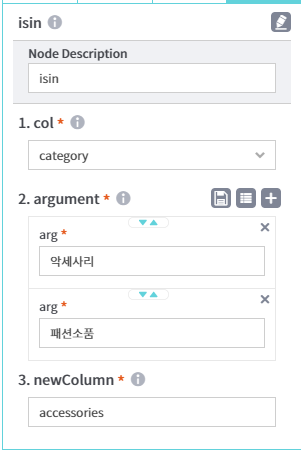 isin
Node Description
isin
1. col *
category
2. argument *
arg *
악세사리
arg *
패션소품
3. newColumn *
accessories